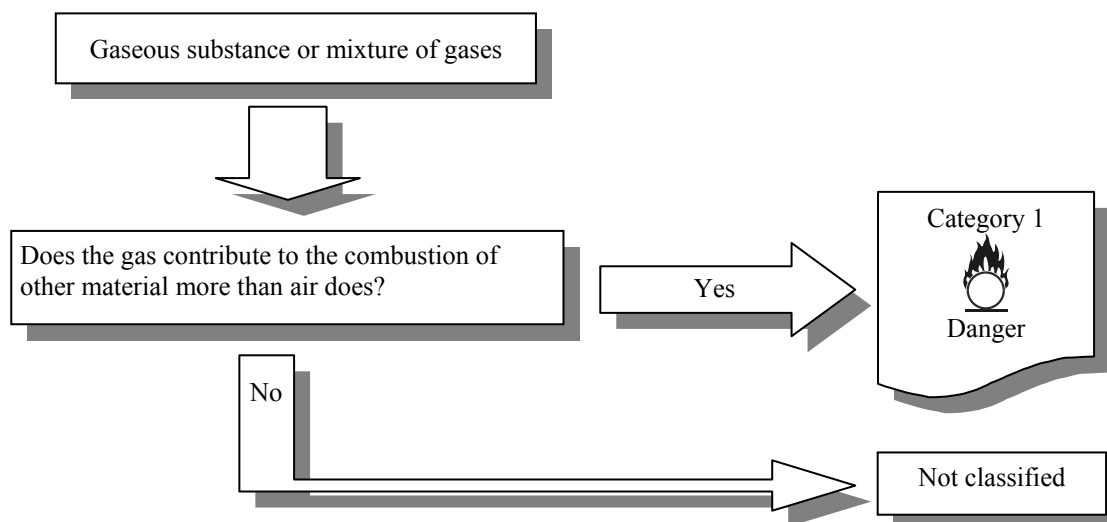 Gaseous substance or mixture of gases
Does the gas contribute to the combustion of
other material more than air does?
Yes
Category 1
Danger
No
Not classified